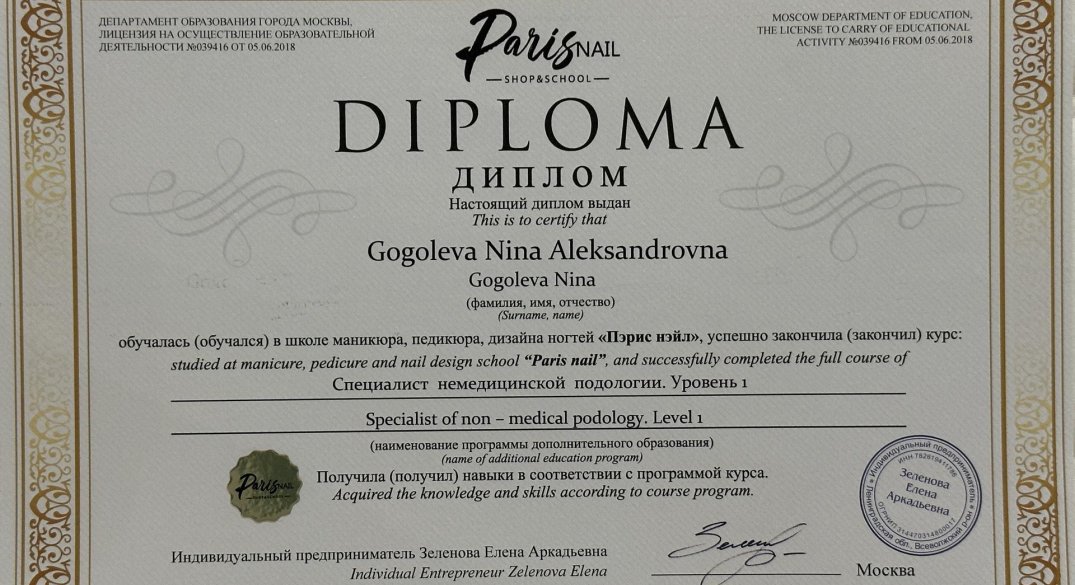 ДЕПАРТАМЕНТ ОБРАЗОВАНИЯ ГОРОДА МОСКВЫ,
ЛИЦЕНЗИЯ НА ОСУЩЕСТВЛЕНИЕ ОБРАЗОВАТЕЛЬНОЙ
ДЕЯТЕЛЬНОСТИ №039416 ОТ 05.06.2018
MOSCOW DEPARTMENT OF EDUCATION,
THE LICENSE TO CARRY OF EDUCATIONAL
ACTIVITY №039416 FROM 05.06.2018
Paris NAIL
SHOP&SCHOOL
DIPLOMA
ДИПЛОМ
Настоящий диплом выдан
This is to certify that
Gogoleva Nina Aleksandrovna
Gogoleva Nina
(фамилия, имя, отчество)
(Surname, name)
обучалась (обучался) в школе маникюра, педикюра, дизайна ногтей «Пэрис нэйл», успешно закончила (закончил) курс:
studied at manicure, pedicure and nail design school “Paris nail”, and successfully completed the full course of
Специалист немедицинской подологии. Уровень 1
Specialist of non – medical podology. Level 1
(наименование программы дополнительного образования)
(name of additional education program)
Получила (получил) навыки в соответствии с программой курса.
Acquired the knowledge and skills according to course program.
Paris NAIL
Индивидуальный предприниматель
Ленинградская обл., Всеволожский р-он
Зеленова
Елена
Аркадьевна
Индивидуальный предприниматель Зеленова Елена Аркадьевна
Individual Entrepreneur Zelenova Elena
Москва